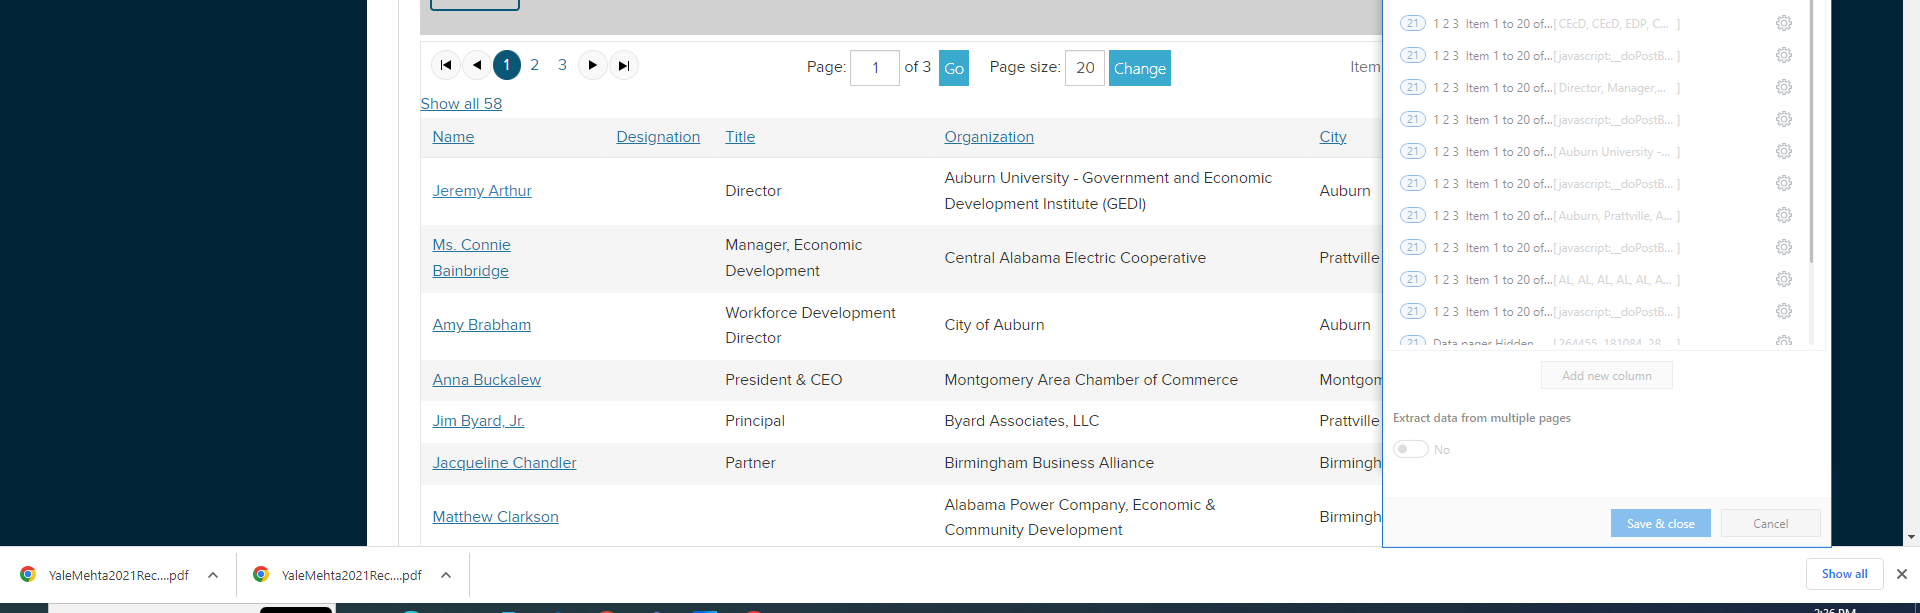 1 2 3
Page: 1 of 3 Go Page size: 20 Change Item
Show all 58
Name Designation Title Organization City
Jeremy Arthur Director Auburn University - Government and Economic Development Institute (GEDI) Auburn
Ms. Connie Bainbridge Manager, Economic Development Central Alabama Electric Cooperative Prattville
Amy Brabham Workforce Development Director City of Auburn Auburn
Anna Buckalew President & CEO Montgomery Area Chamber of Commerce Montgom
Jim Byard, Jr. Principal Byard Associates, LLC Prattville
Jacqueline Chandler Partner Birmingham Business Alliance Birmingh
Matthew Clarkson Alabama Power Company, Economic & Community Development Birmingh
21 1 2 3 Item 1 to 20 of...[ CEcD, CEcD, EDP, C... ]
21 1 2 3 Item 1 to 20 of...[ javascript:__doPostB... ]
21 1 2 3 Item 1 to 20 of...[ Director, Manager,... ]
21 1 2 3 Item 1 to 20 of...[ javascript:__doPostB... ]
21 1 2 3 Item 1 to 20 of...[ Auburn University -... ]
21 1 2 3 Item 1 to 20 of...[ javascript:__doPostB... ]
21 1 2 3 Item 1 to 20 of...[ Auburn, Prattville, A... ]
21 1 2 3 Item 1 to 20 of...[ javascript:__doPostB... ]
21 1 2 3 Item 1 to 20 of...[ AL, AL, AL, AL, AL, A... ]
21 1 2 3 Item 1 to 20 of...[ javascript:__doPostB... ]
21 Data pager Hidden [ 264455, 181084, 28... ]
Add new column
Extract data from multiple pages
No
Save & close Cancel
YaleMehta2021Rec....pdf YaleMehta2021Rec....pdf Show all
2:26 PM